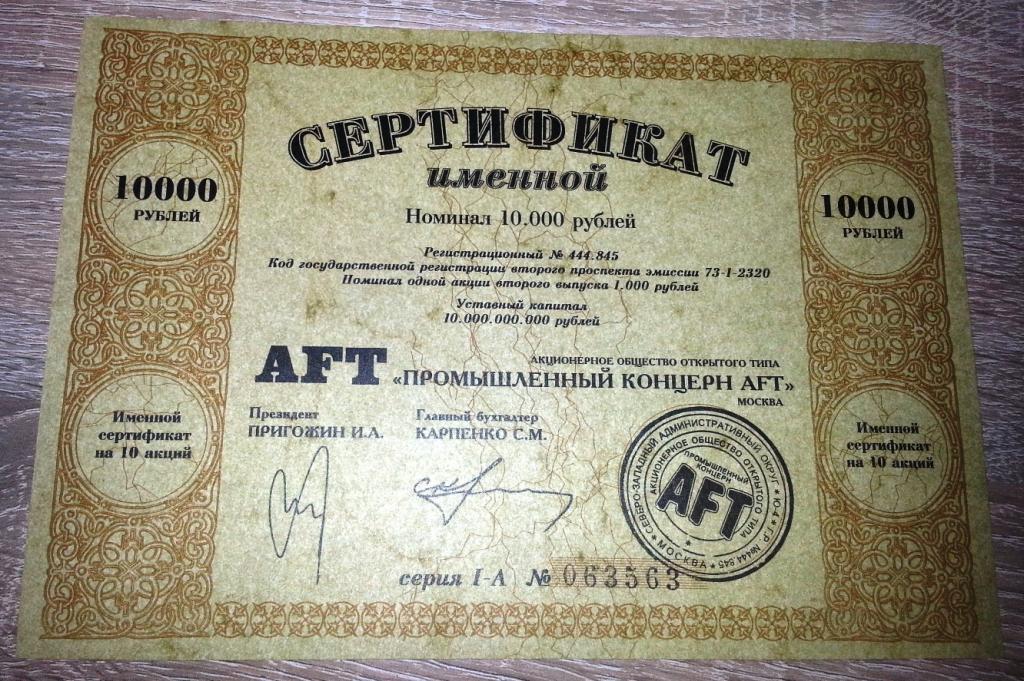 СЕРТИФИКАТ
именной
Номинал 10.000 рублей
10000
РУБЛЕЙ
10000
РУБЛЕЙ
Регистрационный № 444.845
Код государственной регистрации второго проспекта эмиссии 73-1-2320
Номинал одной акции второго выпуска 1.000 рублей
Уставный капитал
10.000.000.000 рублей
AFT
АКЦИОНЕРНОЕ ОБЩЕСТВО ОТКРЫТОГО ТИПА
«ПРОМЫШЛЕННЫЙ КОНЦЕРН AFT»
МОСКВА
Именной
сертификат
на 10 акций
Президент
ПРИГОЖИН И.А.
Главный бухгалтер
КАРПЕНКО С.М.
Именной
сертификат
на 10 акций
СЕВЕРО-ЗАПАДНЫЙ АДМИНИСТРАТИВНЫЙ ОКРУГ * Ю-4 * Г.Р. №444.845 * МОСКВА *
АКЦИОНЕРНОЕ ОБЩЕСТВО ОТКРЫТОГО ТИПА
ПРОМЫШЛЕННЫЙ
КОНЦЕРН
AFT
серия I-А № 063563